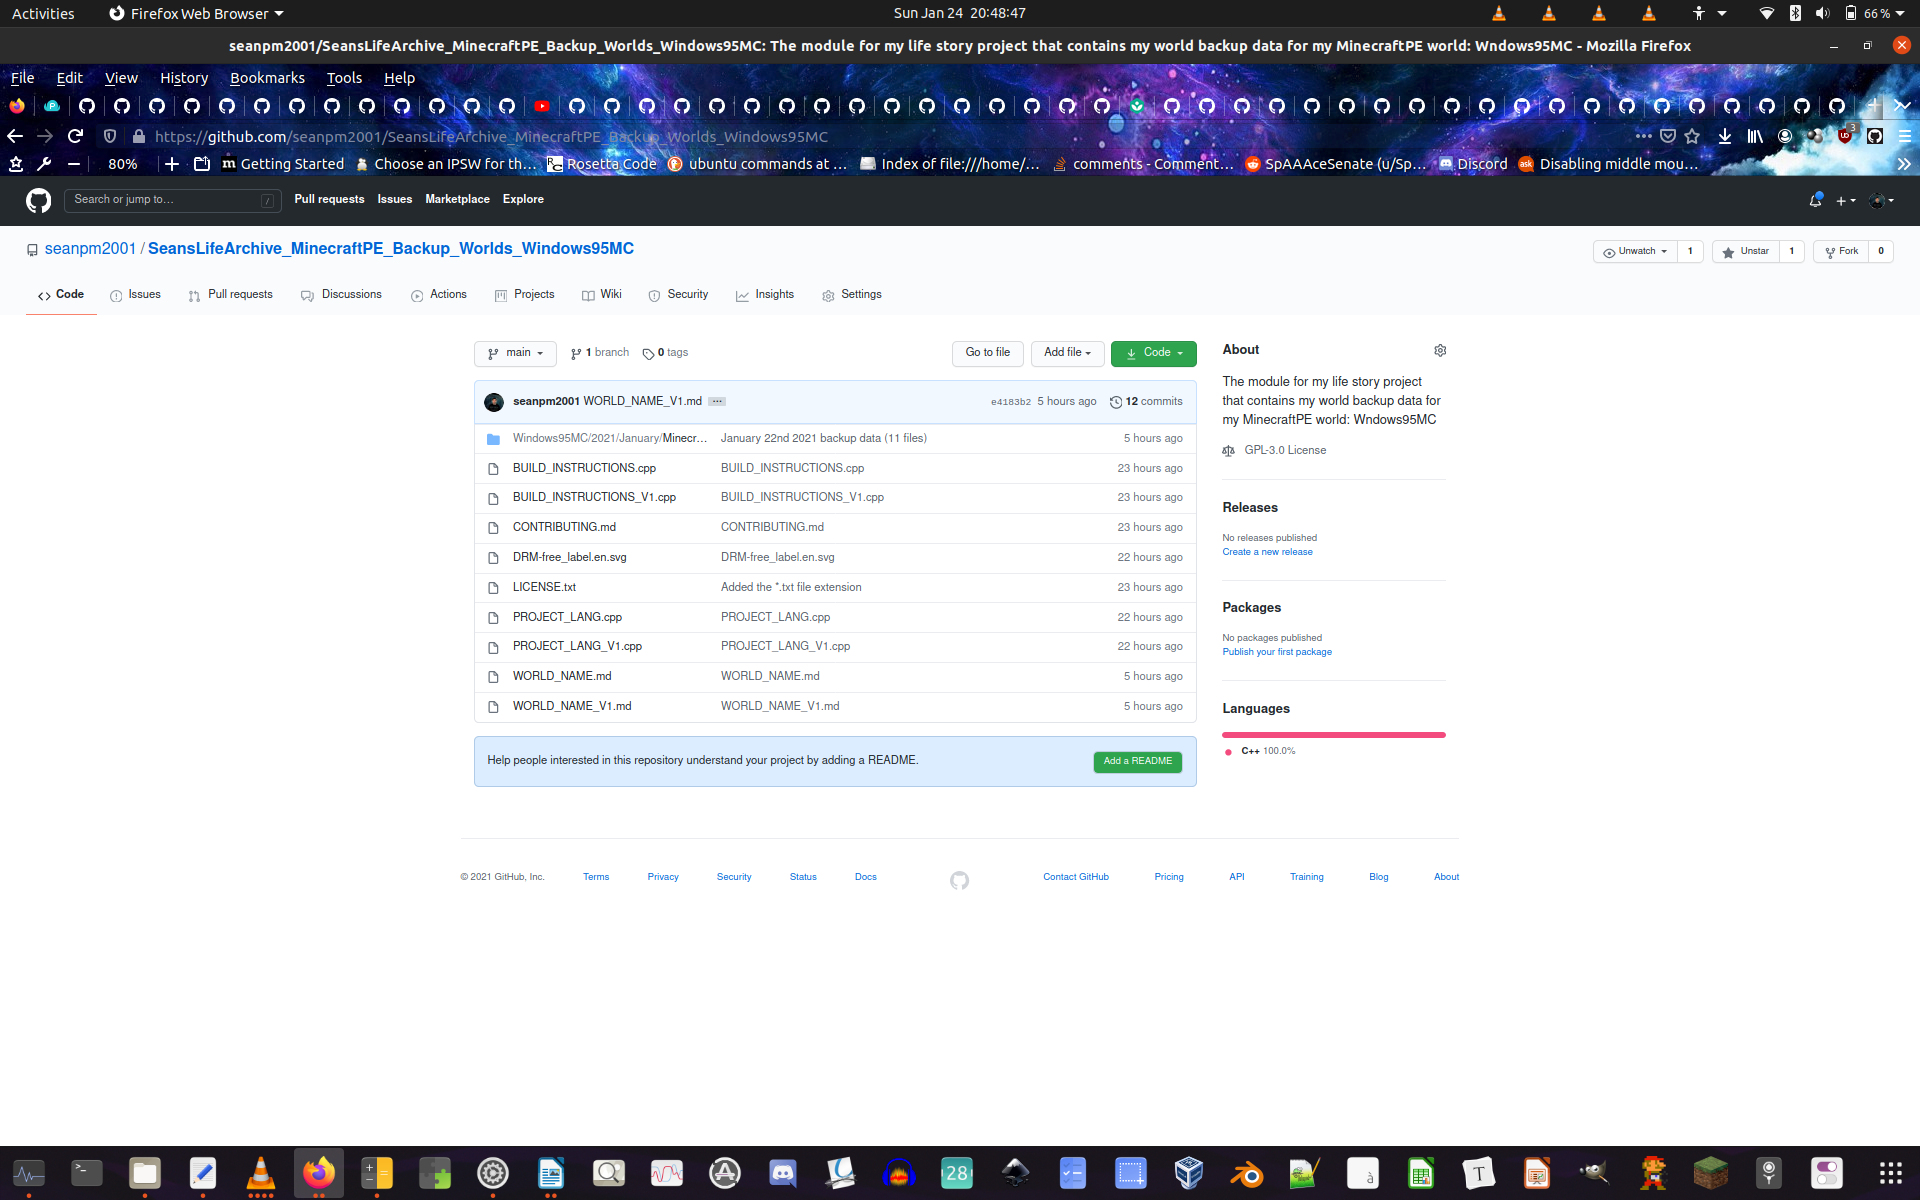 Activities Firefox Web Browser Sun Jan 24 20:48:47 66 %
seanpm2001/SeansLifeArchive_MinecraftPE_Backup_Worlds_Windows95MC: The module for my life story project that contains my world backup data for my MinecraftPE world: Wndows95MC - Mozilla Firefox
File Edit View History Bookmarks Tools Help
https://github.com/seanpm2001/SeansLifeArchive_MinecraftPE_Backup_Worlds_Windows95MC 3
80% Getting Started Choose an IPSW for th… Rosetta Code ubuntu commands at … Index of file:///home/… comments - Comment… SpAAAceSenate (u/Sp… Discord Disabling middle mou…
Search or jump to… / Pull requests Issues Marketplace Explore
seanpm2001 / SeansLifeArchive_MinecraftPE_Backup_Worlds_Windows95MC Unwatch 1 Unstar 1 Fork 0
Code Issues Pull requests Discussions Actions Projects Wiki Security Insights Settings
main 1 branch 0 tags Go to file Add file Code
seanpm2001 WORLD_NAME_V1.md ... e4183b2 5 hours ago 12 commits
Windows95MC/2021/January/Minecr... January 22nd 2021 backup data (11 files) 5 hours ago
BUILD_INSTRUCTIONS.cpp BUILD_INSTRUCTIONS.cpp 23 hours ago
BUILD_INSTRUCTIONS_V1.cpp BUILD_INSTRUCTIONS_V1.cpp 23 hours ago
CONTRIBUTING.md CONTRIBUTING.md 23 hours ago
DRM-free_label.en.svg DRM-free_label.en.svg 22 hours ago
LICENSE.txt Added the *.txt file extension 23 hours ago
PROJECT_LANG.cpp PROJECT_LANG.cpp 22 hours ago
PROJECT_LANG_V1.cpp PROJECT_LANG_V1.cpp 22 hours ago
WORLD_NAME.md WORLD_NAME.md 5 hours ago
WORLD_NAME_V1.md WORLD_NAME_V1.md 5 hours ago
Help people interested in this repository understand your project by adding a README. Add a README
About
The module for my life story project
that contains my world backup data for
my MinecraftPE world: Wndows95MC
GPL-3.0 License
Releases
No releases published
Create a new release
Packages
No packages published
Publish your first package
Languages
C++ 100.0%
© 2021 GitHub, Inc. Terms Privacy Security Status Docs Contact GitHub Pricing API Training Blog About
28